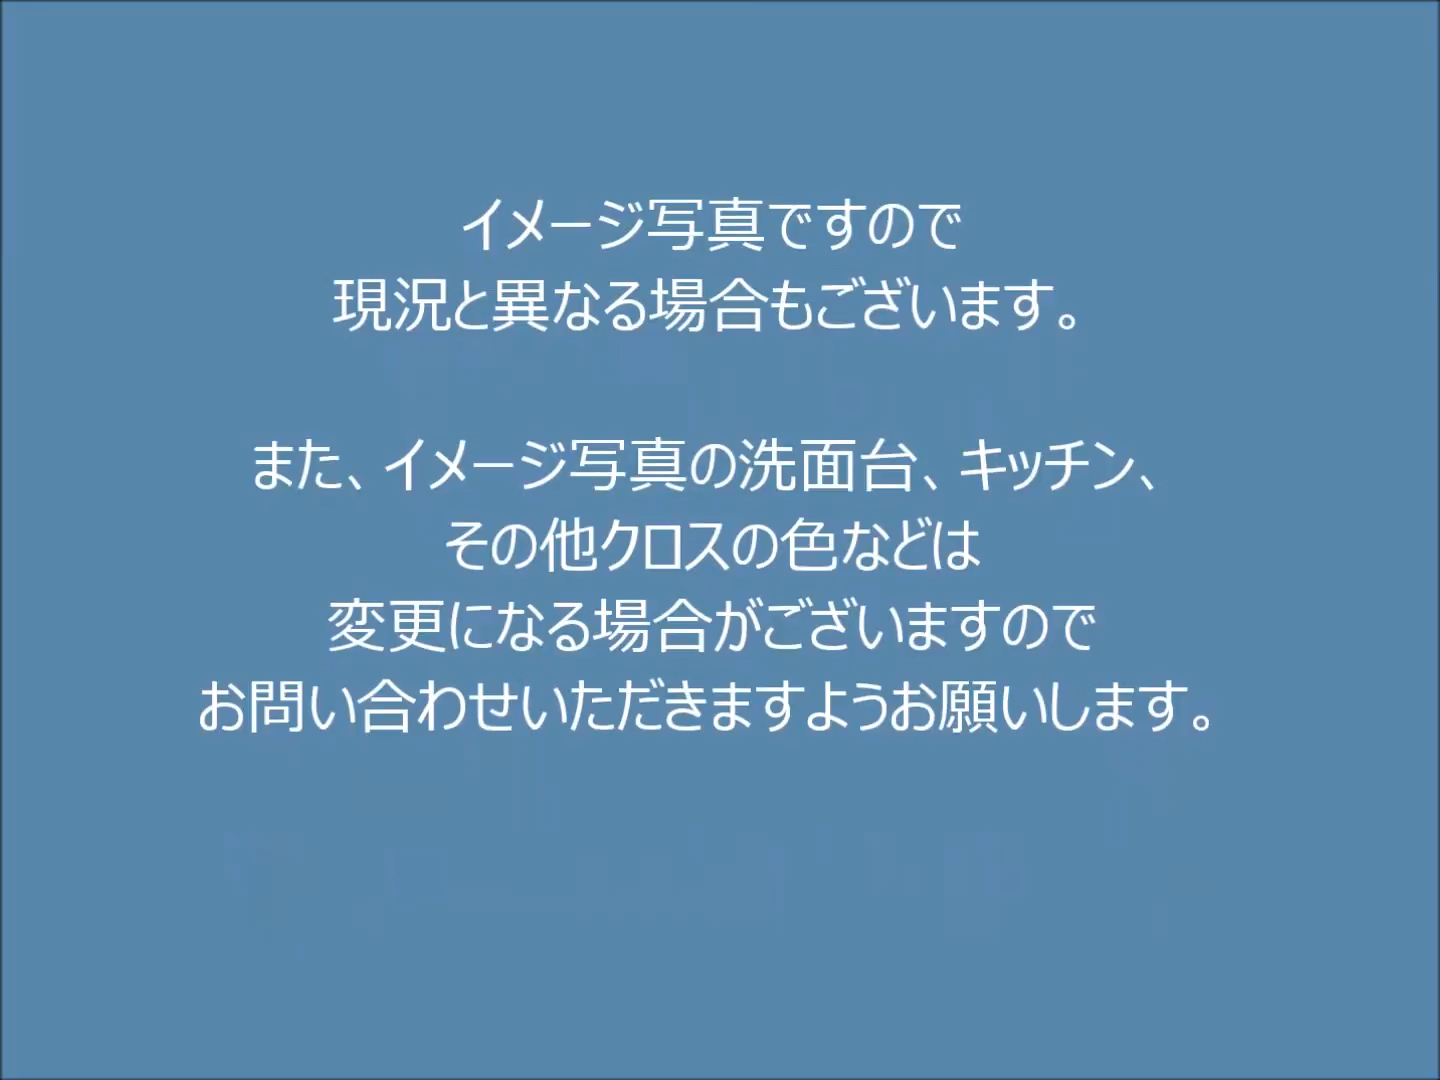 イメージ写真ですので
現況と異なる場合もございます。
また、イメージ写真の洗面台、キッチン、
その他クロスの色などは
変更になる場合がございますので
お問い合わせいただきますようお願いします。